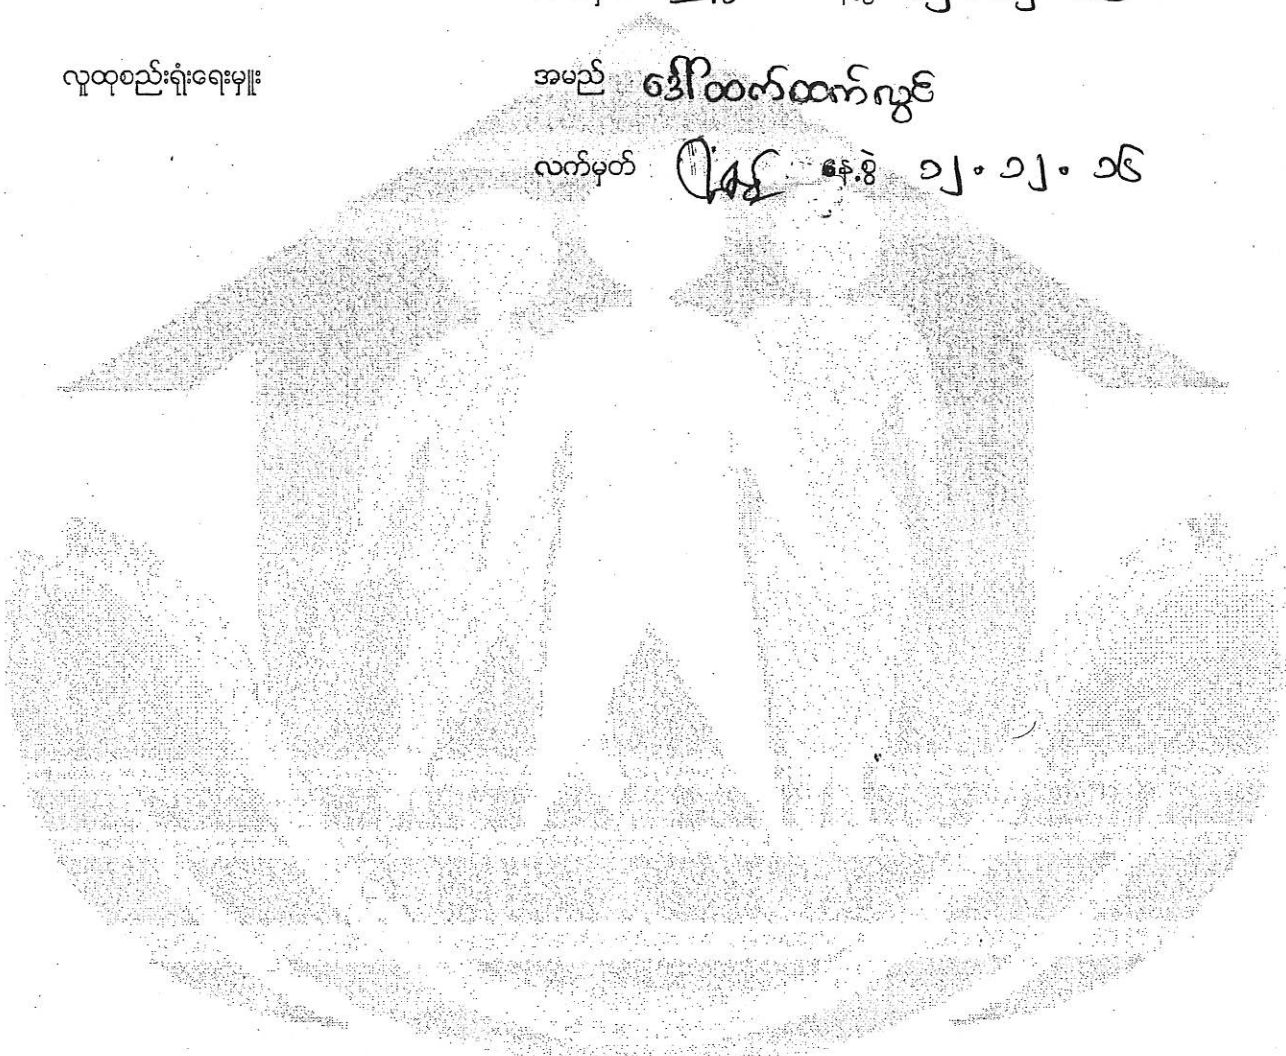 လူထုစည်းရုံးရေးမှူး အမည် ဒေါ်ထက်ထက်လွင်
လက်မှတ် နေ့စွဲ ၁၂.၁၂.၁၆